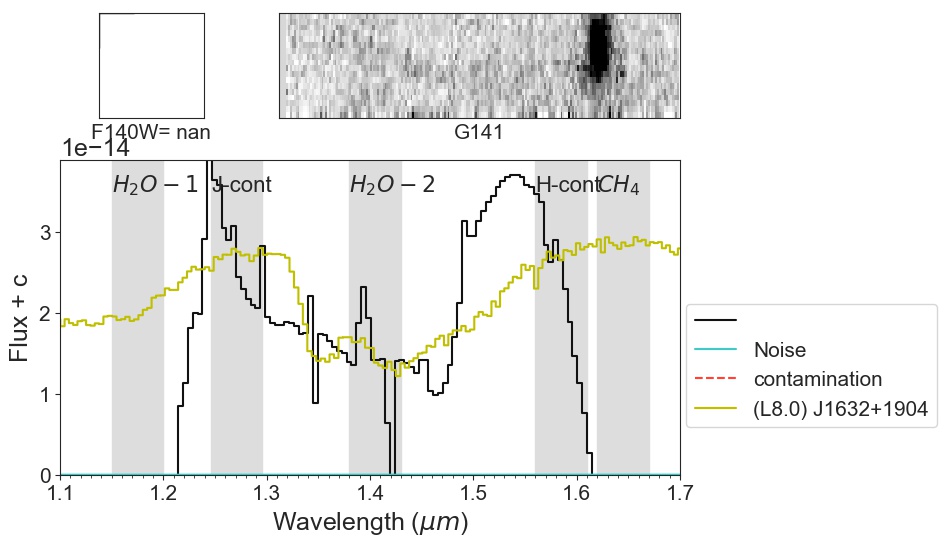 F140W= nan
G141
1e−14
H₂O − 1
J-cont
H₂O − 2
H-cont
CH₄
3
2
1
0
Flux + c
1.1 1.2 1.3 1.4 1.5 1.6 1.7
Wavelength (μm)
Noise
contamination
(L8.0) J1632+1904